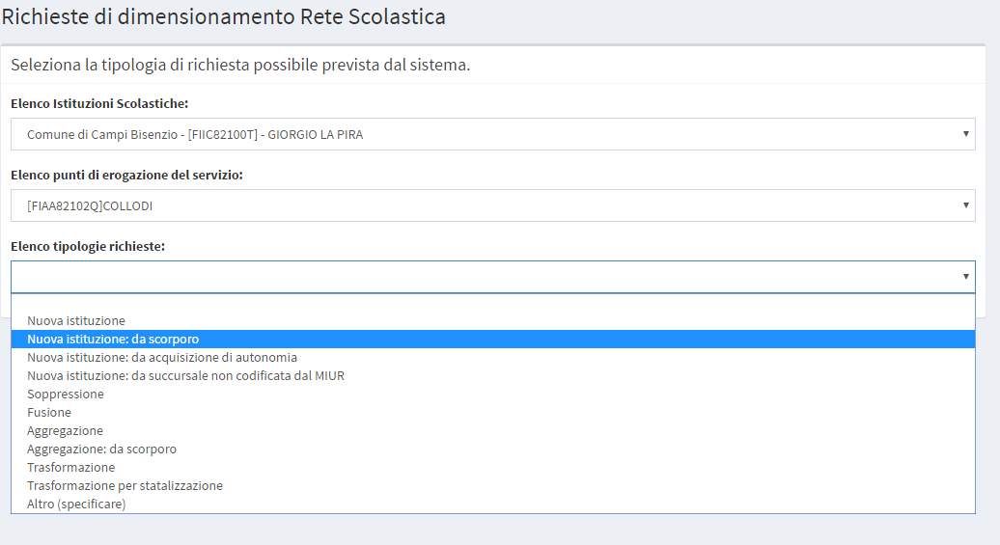 Richieste di dimensionamento Rete Scolastica
Seleziona la tipologia di richiesta possibile prevista dal sistema.
Elenco Istituzioni Scolastiche:
Comune di Campi Bisenzio - [FIIC82100T] - GIORGIO LA PIRA
Elenco punti di erogazione del servizio:
[FIAA82102Q]COLLODI
Elenco tipologie richieste:
Nuova istituzione
Nuova istituzione: da scorporo
Nuova istituzione: da acquisizione di autonomia
Nuova istituzione: da succursale non codificata dal MIUR
Soppressione
Fusione
Aggregazione
Aggregazione: da scorporo
Trasformazione
Trasformazione per statalizzazione
Altro (specificare)